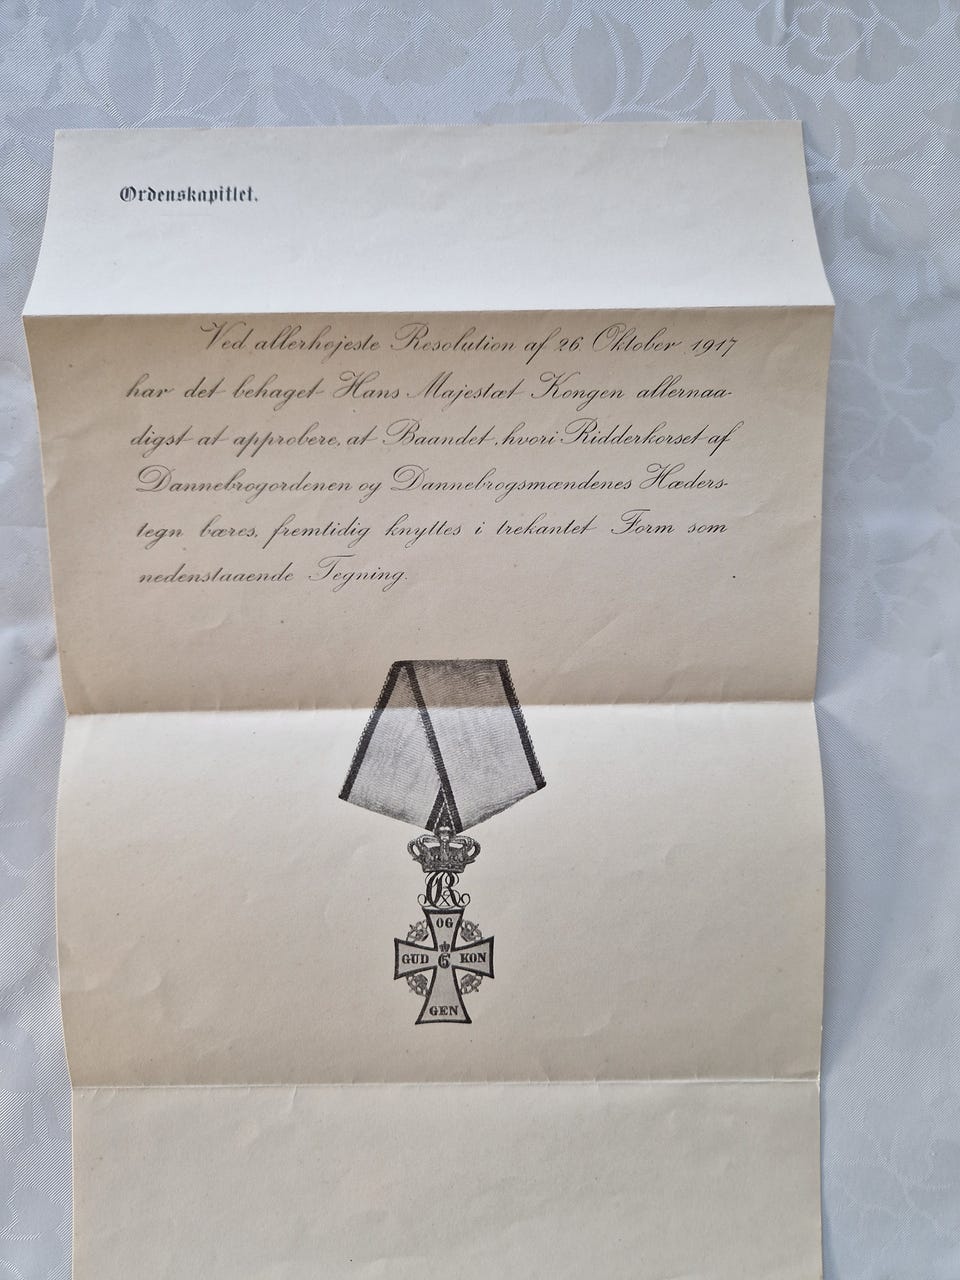 Ordenskapitlet.
Ved allerhøjeste Resolution af 26. Oktober 1917
har det behaget Hans Majestæt Kongen allernaa-
digst at approbere, at Baandet, hvori Ridderkorset af
Dannebrogordenen og Dannebrogsmændenes Hæders-
tegn bæres, fremtidig knyttes i trekantet Form som
nedenstaaende Tegning.
OG
GUD KON
GEN